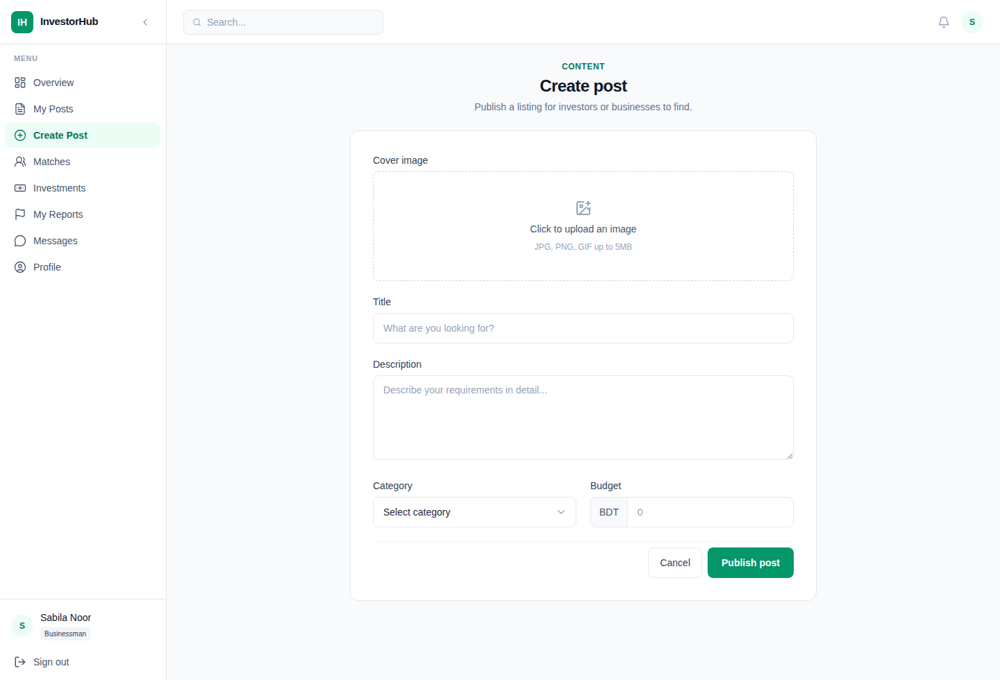 IH InvestorHub
Search...
S
MENU
Overview
My Posts
Create Post
Matches
Investments
My Reports
Messages
Profile
CONTENT
Create post
Publish a listing for investors or businesses to find.
Cover image
Click to upload an image
JPG, PNG, GIF up to 5MB
Title
What are you looking for?
Description
Describe your requirements in detail...
Category
Budget
Select category
BDT 0
Cancel
Publish post
S
Sabila Noor
Businessman
Sign out